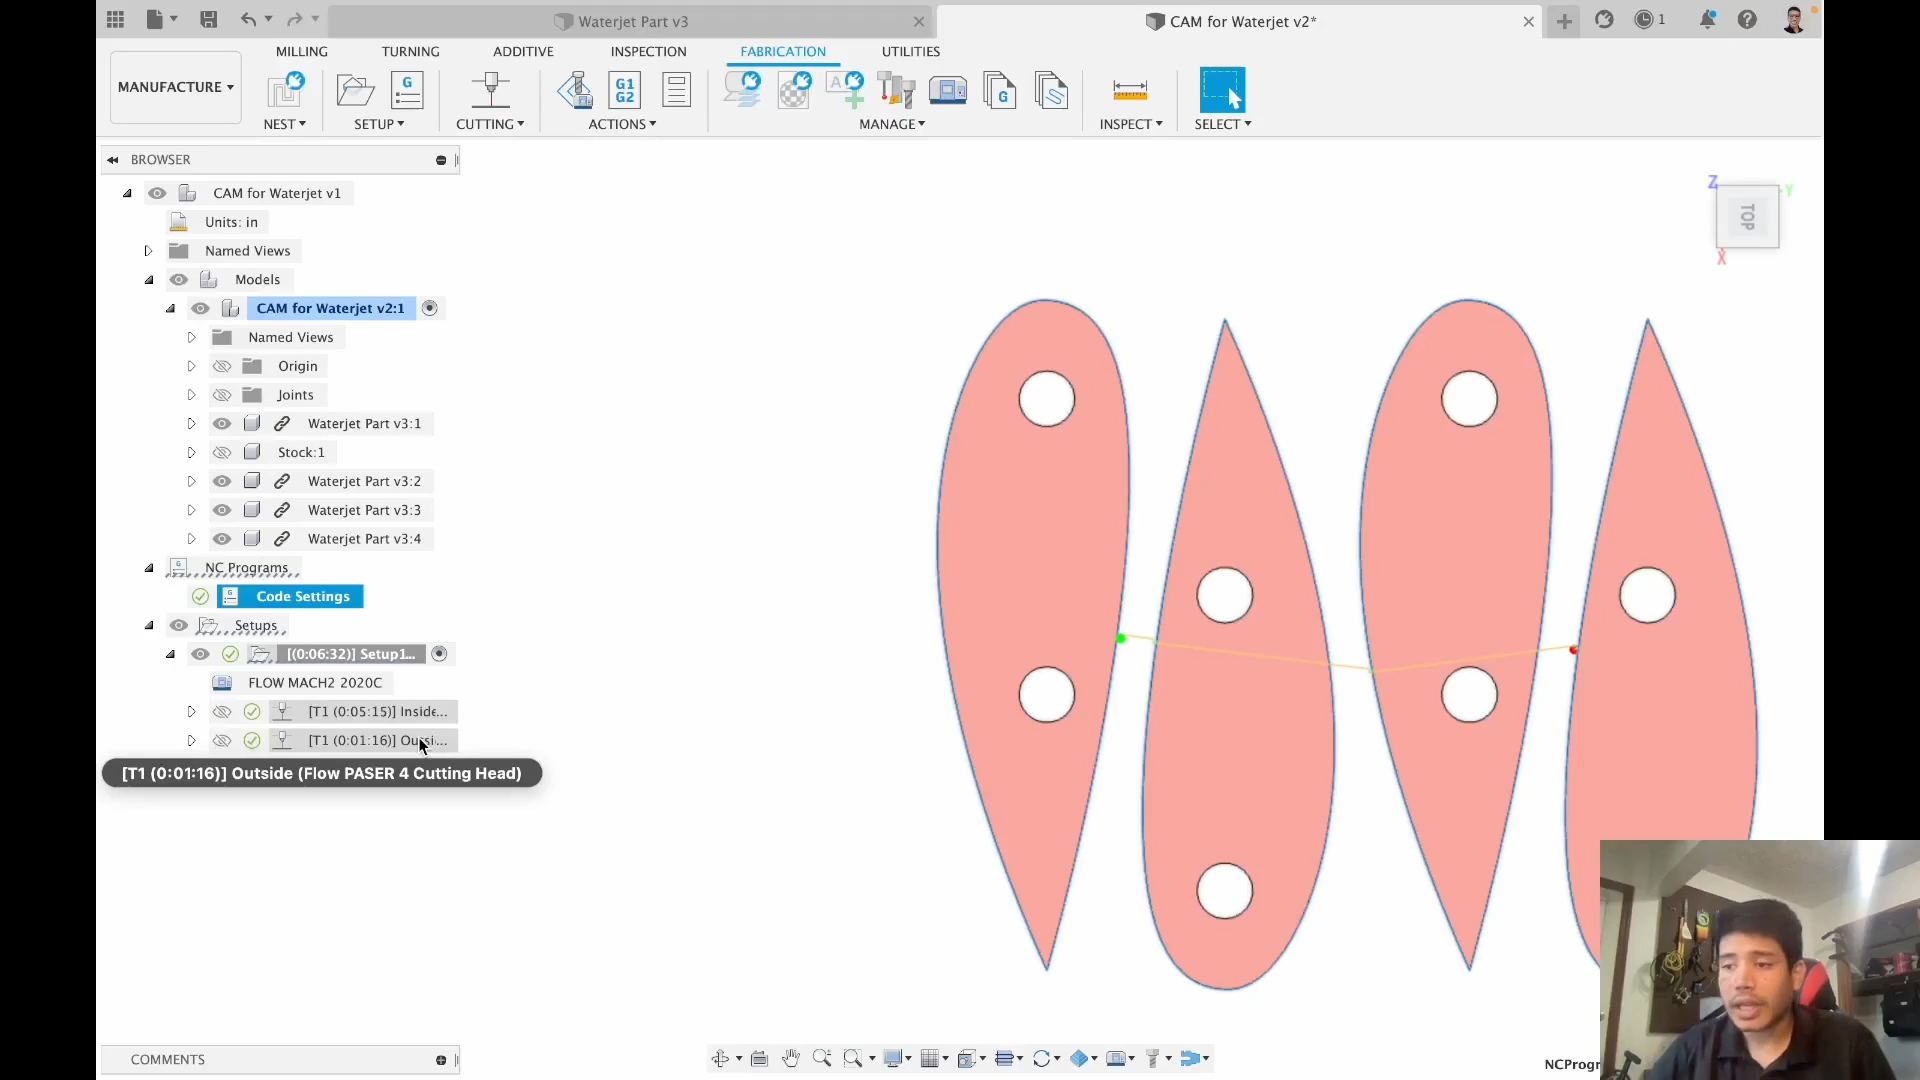 Waterjet Part v3
CAM for Waterjet v2*
1
MILLING
TURNING
ADDITIVE
INSPECTION
FABRICATION
UTILITIES
MANUFACTURE
G
G1
G2
A
G
NEST
SETUP
CUTTING
ACTIONS
MANAGE
INSPECT
SELECT
BROWSER
CAM for Waterjet v1
Units: in
Named Views
Models
CAM for Waterjet v2:1
Named Views
Origin
Joints
Waterjet Part v3:1
Stock:1
Waterjet Part v3:2
Waterjet Part v3:3
Waterjet Part v3:4
NC Programs
Code Settings
Setups
[(0:06:32)] Setup1...
FLOW MACH2 2020C
[T1 (0:05:15)] Inside...
[T1 (0:01:16)] Outsi...
[T1 (0:01:16)] Outside (Flow PASER 4 Cutting Head)
Z
Y
TOP
X
COMMENTS
NCProgr